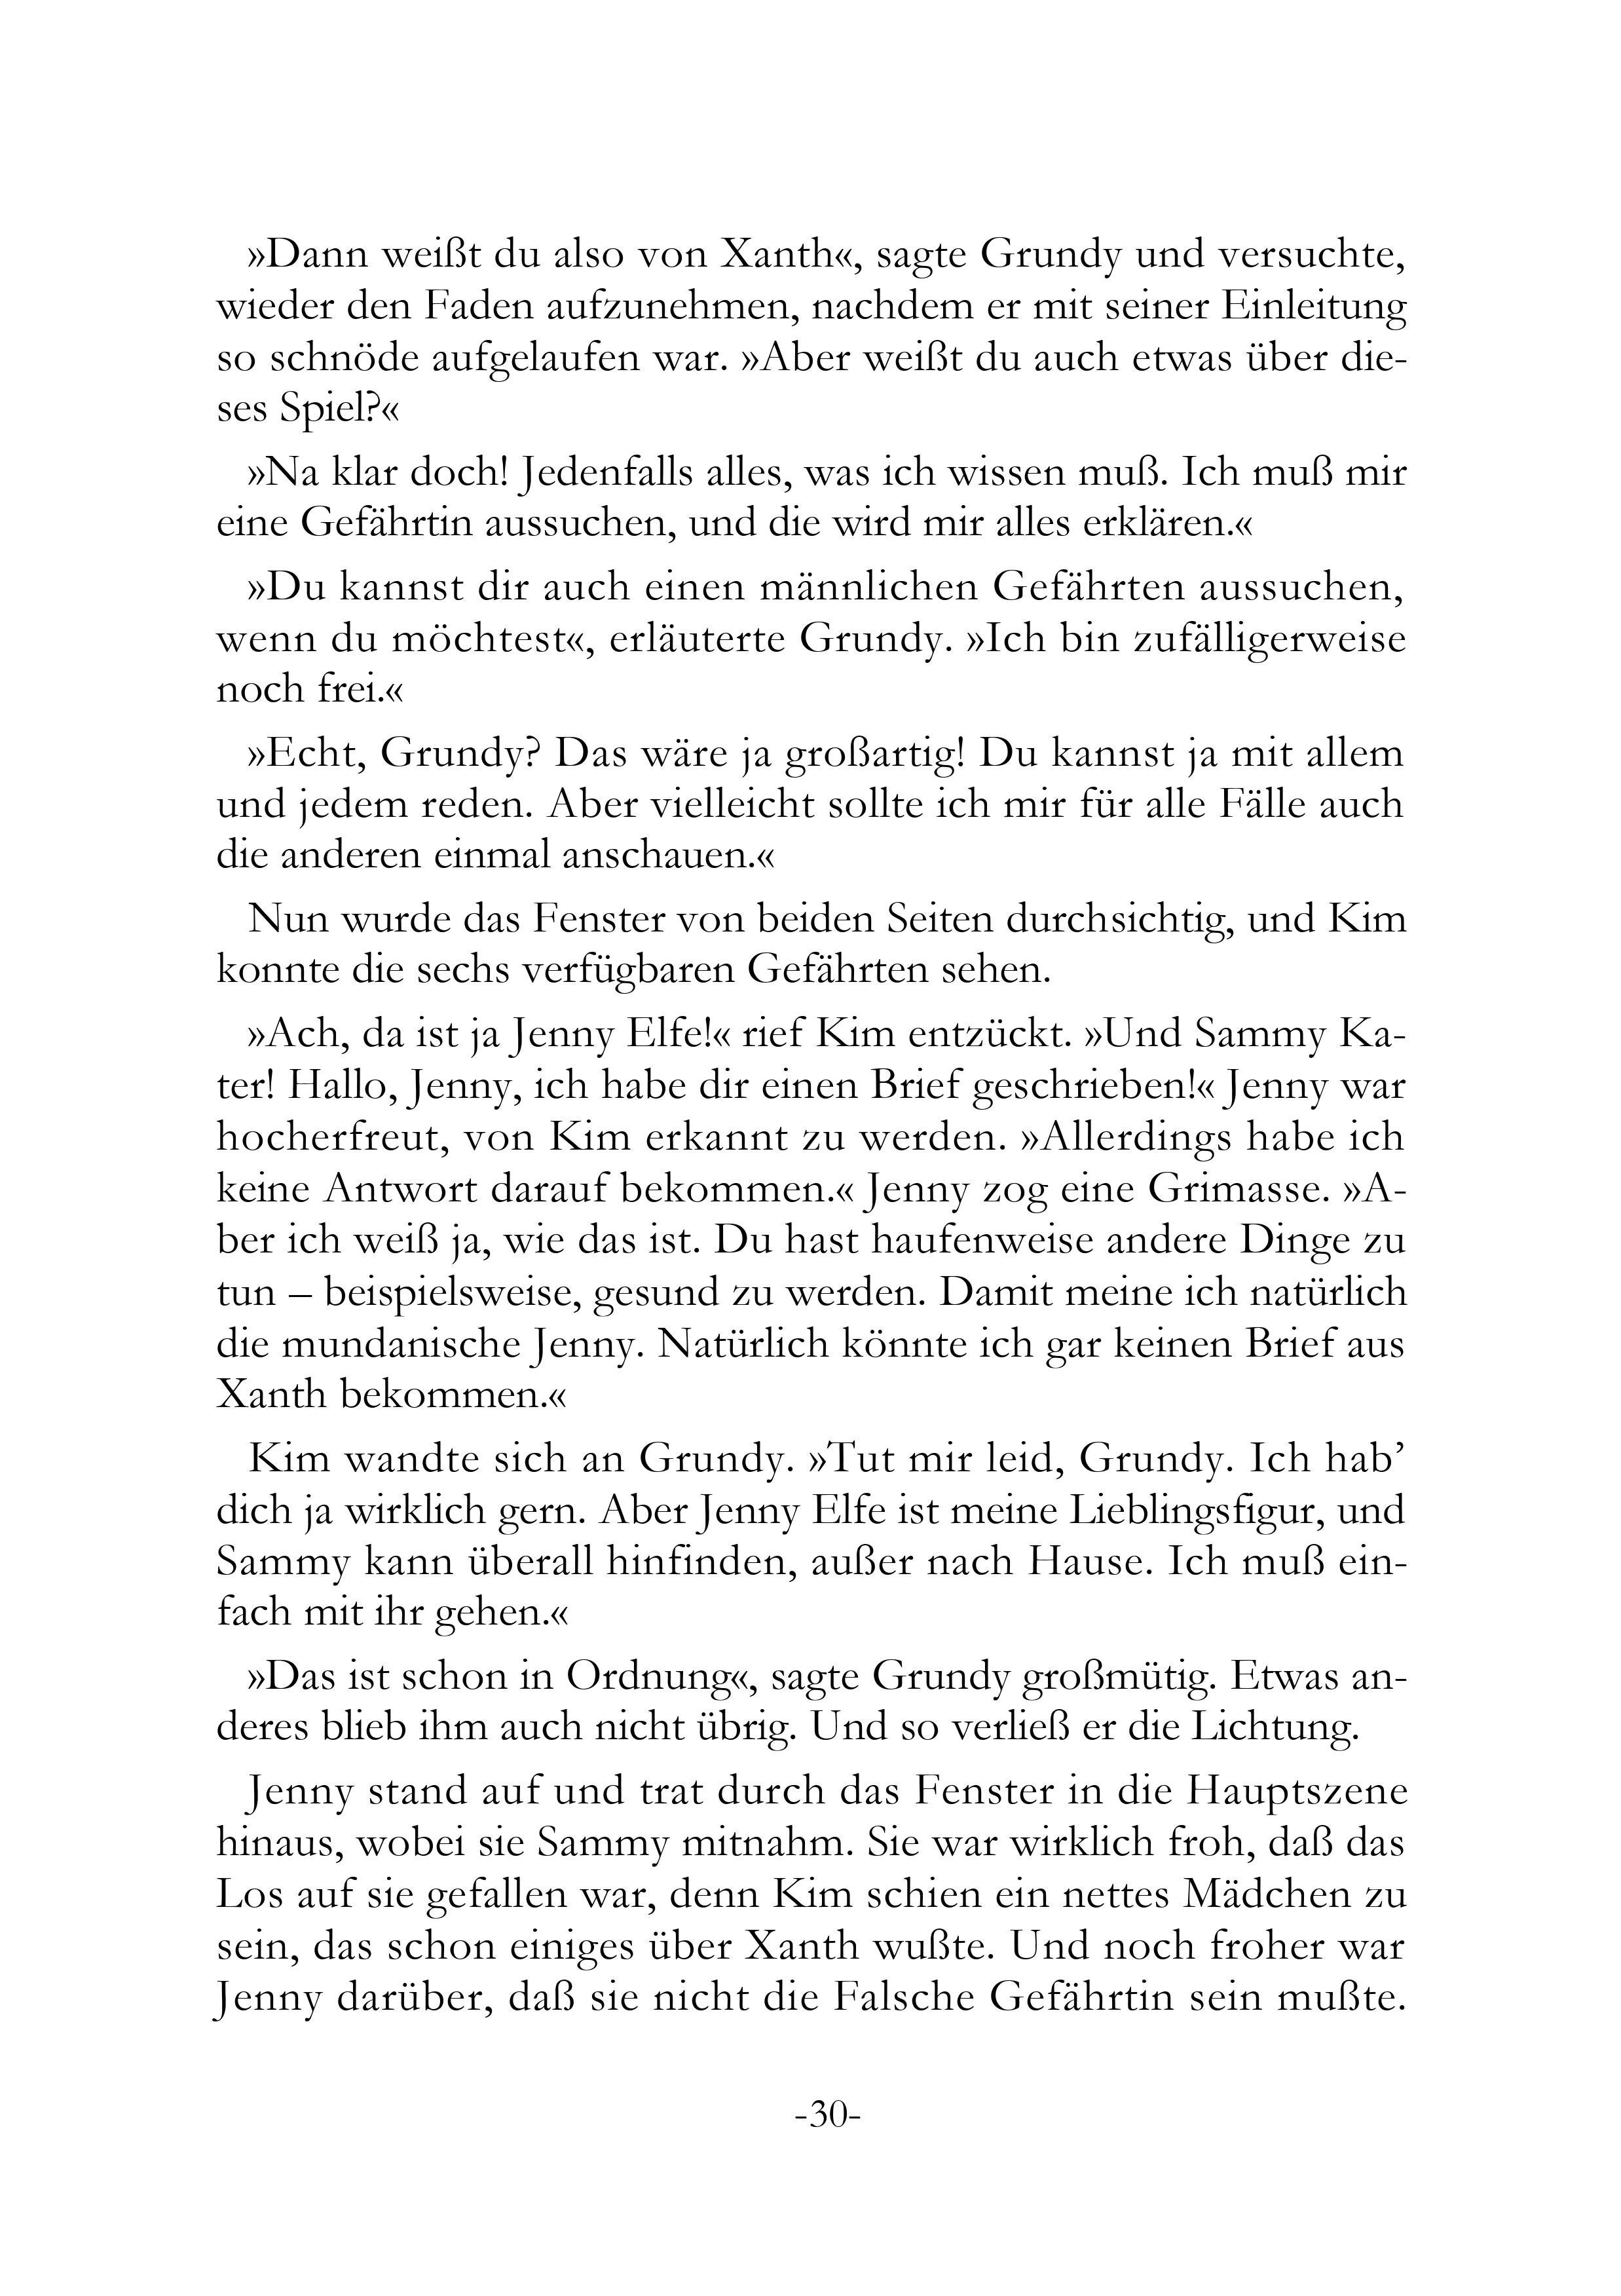 »Dann weißt du also von Xanth«, sagte Grundy und versuchte,
wieder den Faden aufzunehmen, nachdem er mit seiner Einleitung
so schnöde aufgelaufen war. »Aber weißt du auch etwas über die-
ses Spiel?«
»Na klar doch! Jedenfalls alles, was ich wissen muß. Ich muß mir
eine Gefährtin aussuchen, und die wird mir alles erklären.«
»Du kannst dir auch einen männlichen Gefährten aussuchen,
wenn du möchtest«, erläuterte Grundy. »Ich bin zufälligerweise
noch frei.«
»Echt, Grundy? Das wäre ja großartig! Du kannst ja mit allem
und jedem reden. Aber vielleicht sollte ich mir für alle Fälle auch
die anderen einmal anschauen.«
Nun wurde das Fenster von beiden Seiten durchsichtig, und Kim
konnte die sechs verfügbaren Gefährten sehen.
»Ach, da ist ja Jenny Elfe!« rief Kim entzückt. »Und Sammy Ka-
ter! Hallo, Jenny, ich habe dir einen Brief geschrieben!« Jenny war
hocherfreut, von Kim erkannt zu werden. »Allerdings habe ich
keine Antwort darauf bekommen.« Jenny zog eine Grimasse. »A-
ber ich weiß ja, wie das ist. Du hast haufenweise andere Dinge zu
tun – beispielsweise, gesund zu werden. Damit meine ich natürlich
die mundanische Jenny. Natürlich könnte ich gar keinen Brief aus
Xanth bekommen.«
Kim wandte sich an Grundy. »Tut mir leid, Grundy. Ich hab’
dich ja wirklich gern. Aber Jenny Elfe ist meine Lieblingsfigur, und
Sammy kann überall hinfinden, außer nach Hause. Ich muß ein-
fach mit ihr gehen.«
»Das ist schon in Ordnung«, sagte Grundy großmütig. Etwas an-
deres blieb ihm auch nicht übrig. Und so verließ er die Lichtung.
Jenny stand auf und trat durch das Fenster in die Hauptszene
hinaus, wobei sie Sammy mitnahm. Sie war wirklich froh, daß das
Los auf sie gefallen war, denn Kim schien ein nettes Mädchen zu
sein, das schon einiges über Xanth wußte. Und noch froher war
Jenny darüber, daß sie nicht die Falsche Gefährtin sein mußte.
-30-